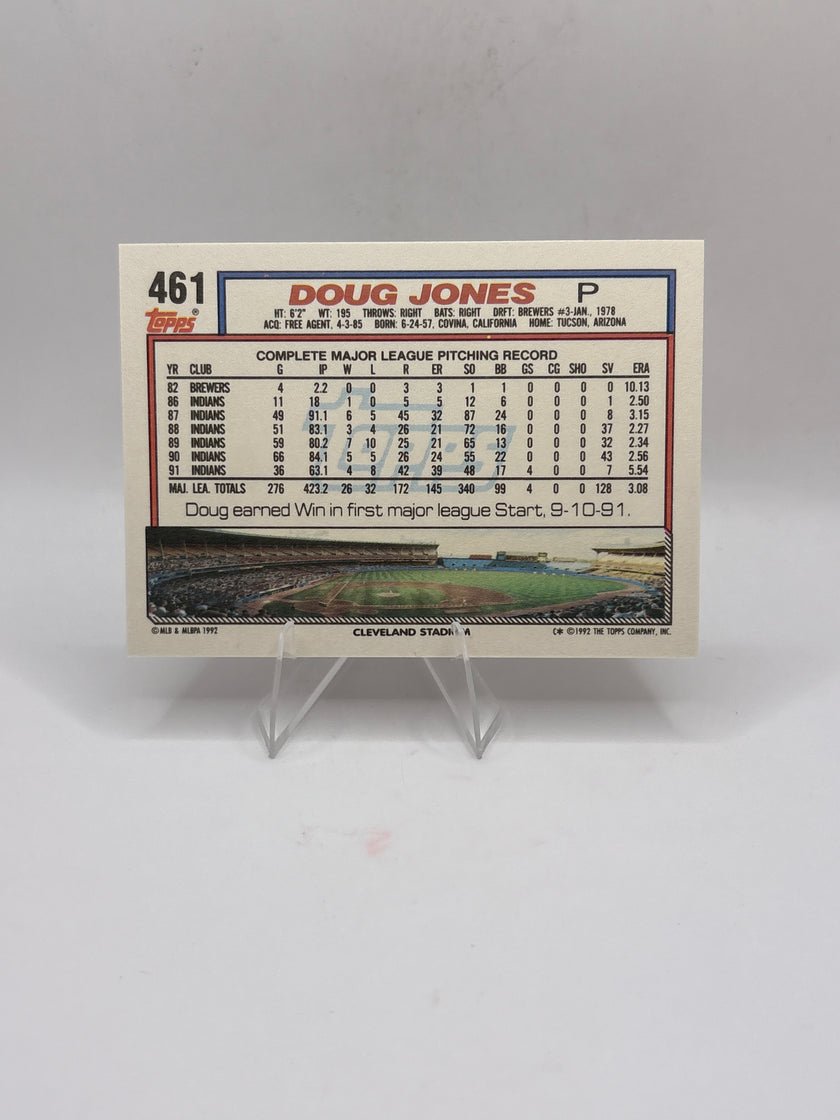 461 DOUG JONES P
Topps®
HT: 6'2" WT: 195 THROWS: RIGHT BATS: RIGHT DRFT: BREWERS #3-JAN., 1978
ACQ: FREE AGENT, 4-3-85 BORN: 6-24-57, COVINA, CALIFORNIA HOME: TUCSON, ARIZONA
COMPLETE MAJOR LEAGUE PITCHING RECORD
YR CLUB G IP W L R ER SO BB GS CG SHO SV ERA
82 BREWERS 4 2.2 0 0 3 3 1 1 0 0 0 0 10.13
86 INDIANS 11 18 1 0 5 5 12 6 0 0 0 1 2.50
87 INDIANS 49 91.1 6 5 45 32 87 24 0 0 0 8 3.15
88 INDIANS 51 83.1 3 4 26 21 72 16 0 0 0 37 2.27
89 INDIANS 59 80.2 7 10 25 21 65 13 0 0 0 32 2.34
90 INDIANS 66 84.1 5 5 26 24 55 22 0 0 0 43 2.56
91 INDIANS 36 63.1 4 8 42 39 48 17 4 0 0 7 5.54
MAJ. LEA. TOTALS 276 423.2 26 32 172 145 340 99 4 0 0 128 3.08
Topps
Doug earned Win in first major league Start, 9-10-91.
© MLB & MLBPA 1992 CLEVELAND STADIUM C✱ © 1992 THE TOPPS COMPANY, INC.